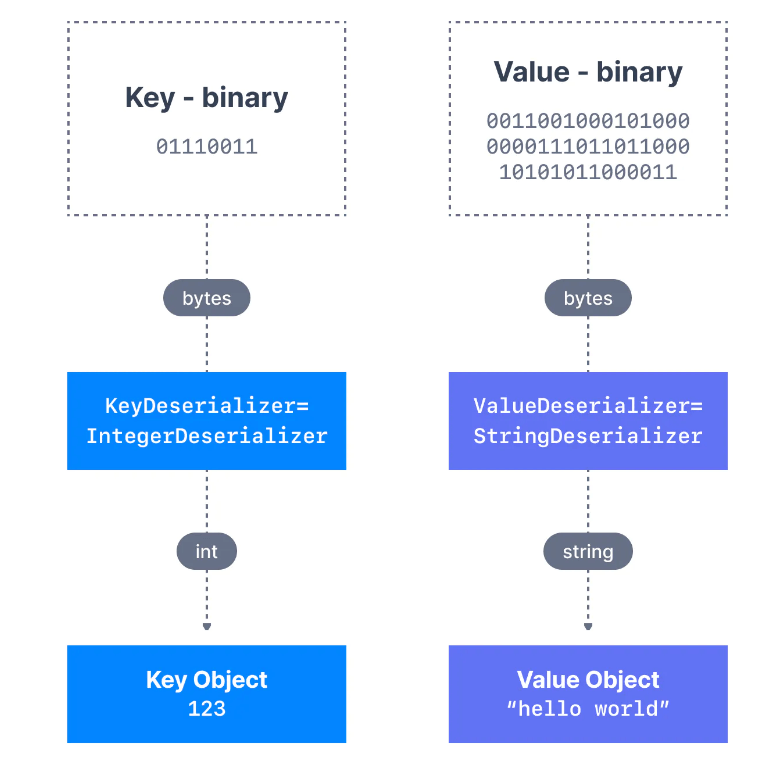 Key - binary
01110011
bytes
KeyDeserializer=
IntegerDeserializer
int
Key Object
123
Value - binary
0011001000101000
0000111011011000
10101011000011
bytes
ValueDeserializer=
StringDeserializer
string
Value Object
“hello world”